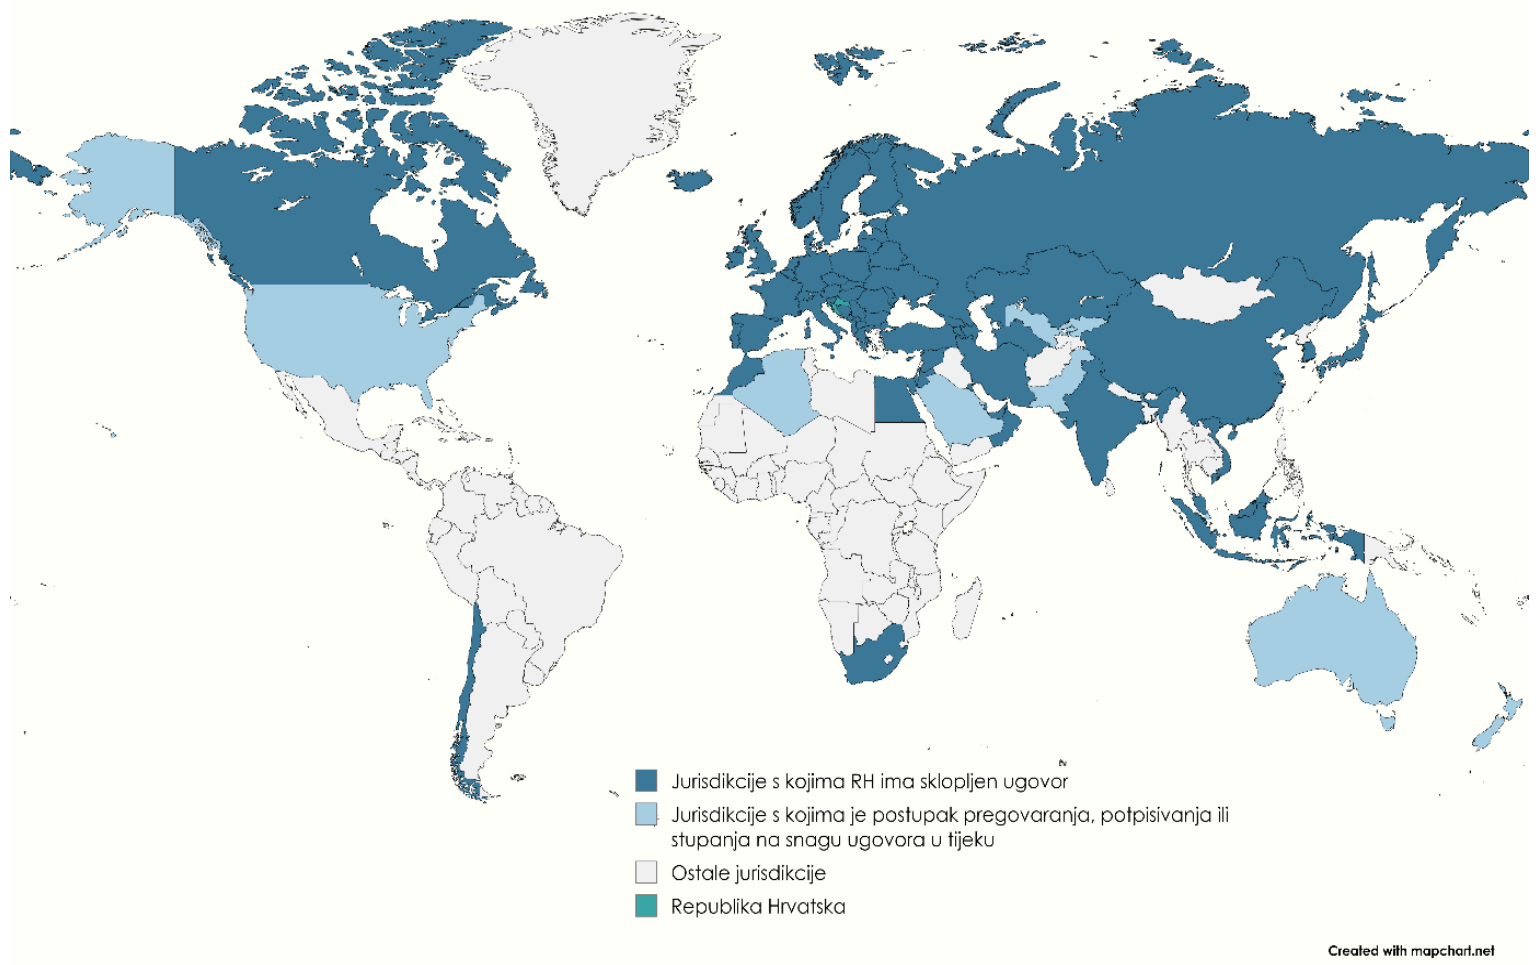 Jurisdikcije s kojima RH ima sklopljen ugovor
Jurisdikcije s kojima je postupak pregovaranja, potpisivanja ili
stupanja na snagu ugovora u tijeku
Ostale jurisdikcije
Republika Hrvatska
Created with mapchart.net